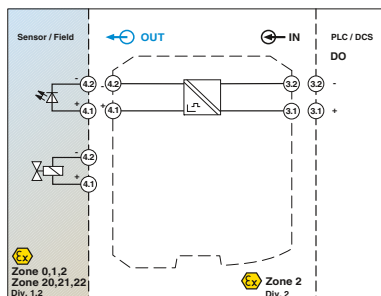 Sensor / Field
OUT
IN
PLC / DCS
DO
- 4.2 - 4.2 3.2 3.2 -
+ 4.1 + 4.1 3.1 3.1 +
- 4.2
+ 4.1
Ex
Zone 0,1,2
Zone 20,21,22
Div. 1,2
Ex
Zone 2
Div. 2